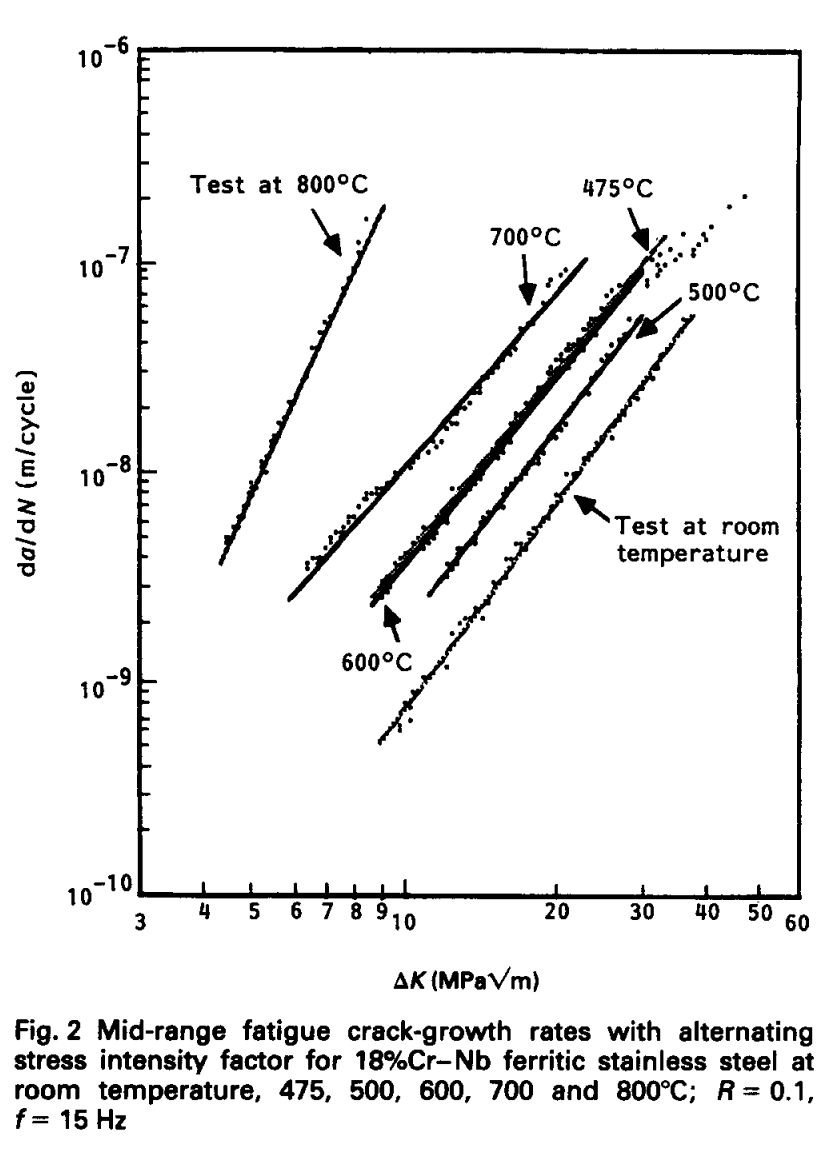 10⁻⁶
Test at 800°C
475°C
700°C
10⁻⁷
500°C
da/dN (m/cycle)
10⁻⁸
Test at room
temperature
600°C
10⁻⁹
10⁻¹⁰
3 4 5 6 7 8 9 10 20 30 40 50 60
ΔK (MPa√m)
Fig. 2 Mid-range fatigue crack-growth rates with alternating
stress intensity factor for 18%Cr–Nb ferritic stainless steel at
room temperature, 475, 500, 600, 700 and 800°C; R = 0.1,
f = 15 Hz